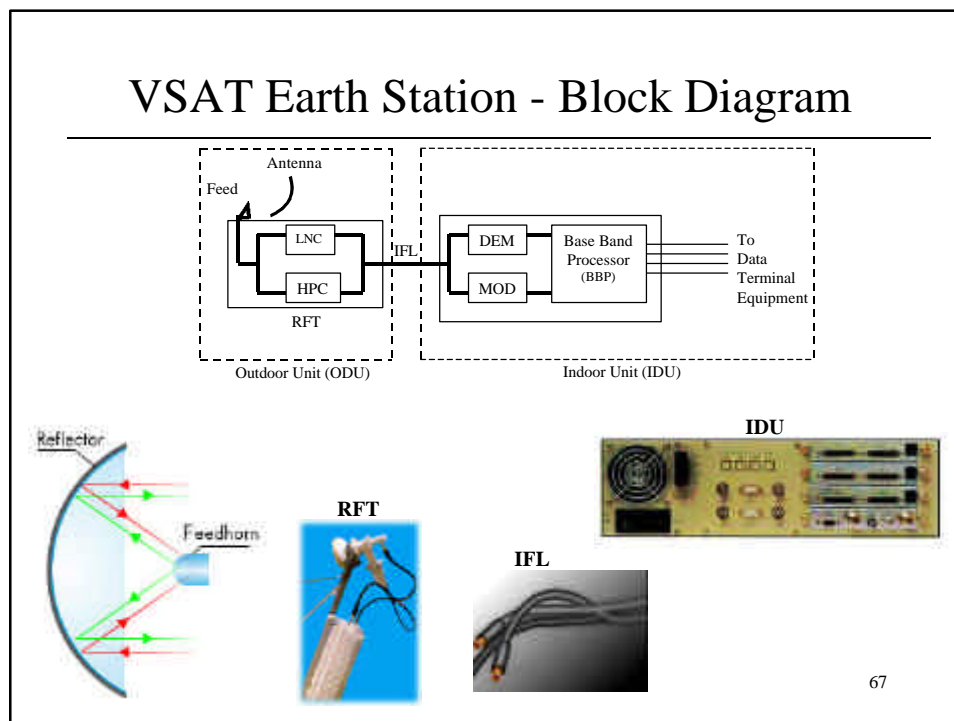 VSAT Earth Station - Block Diagram
Antenna
Feed
LNC
HPC
RFT
IFL
DEM
MOD
Base Band
Processor
(BBP)
To
Data
Terminal
Equipment
Outdoor Unit (ODU)
Indoor Unit (IDU)
Reflector
Feedhorn
RFT
IFL
IDU
67